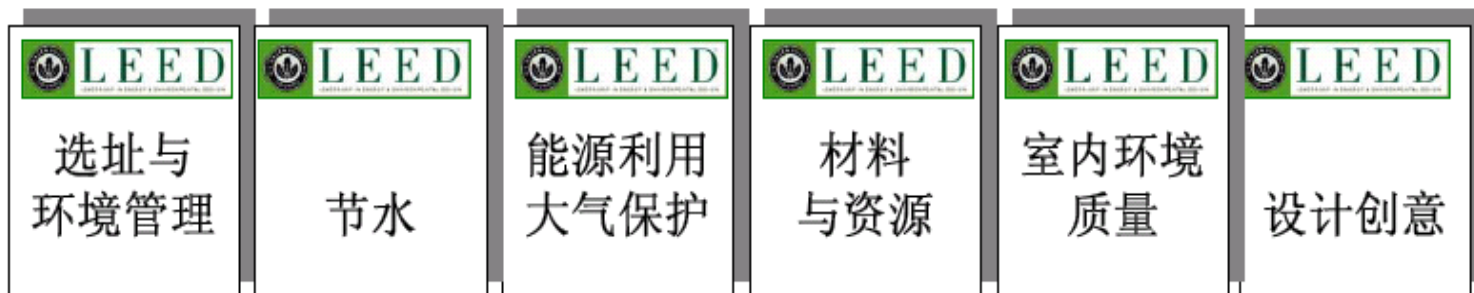 LEED
选址与
环境管理
LEED
节水
LEED
能源利用
大气保护
LEED
材料
与资源
LEED
室内环境
质量
LEED
设计创意